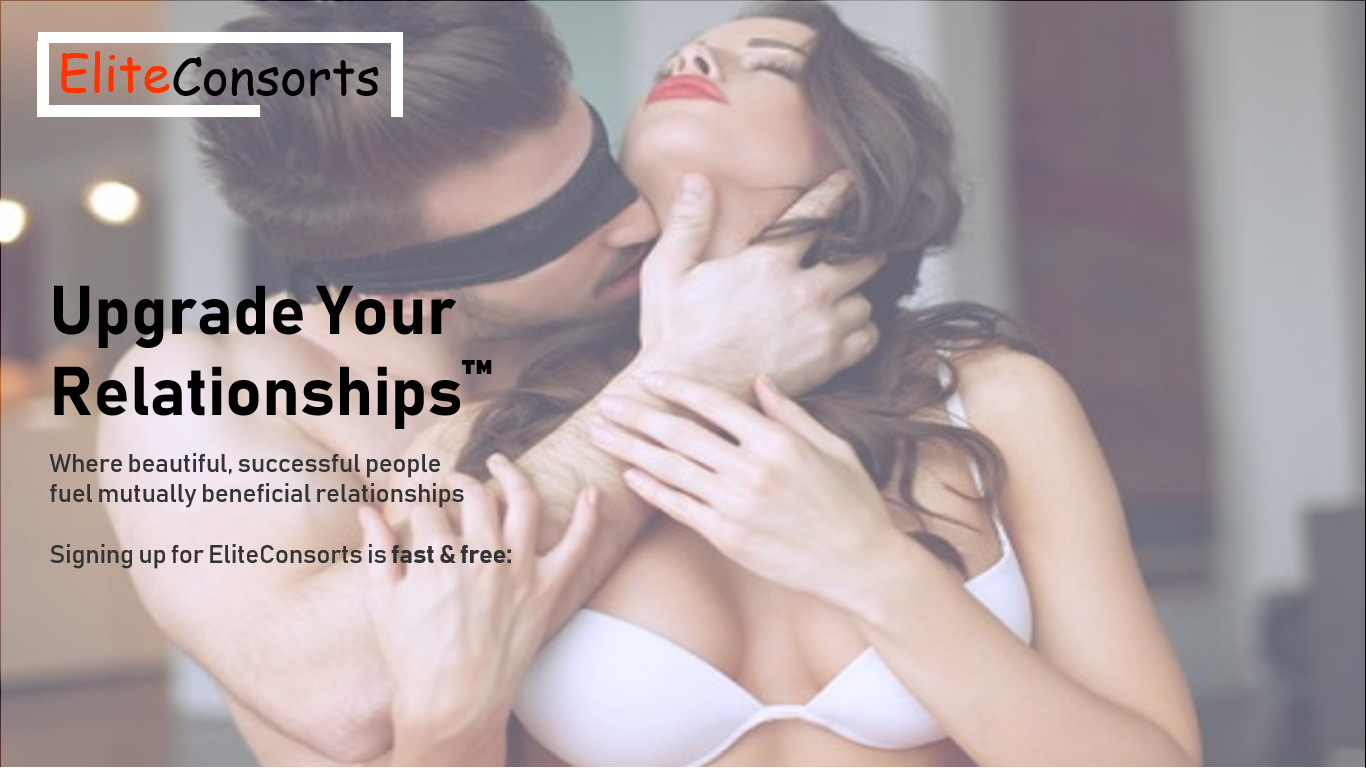 EliteConsorts
Upgrade Your
Relationships™
Where beautiful, successful people
fuel mutually beneficial relationships
Signing up for EliteConsorts is fast & free: